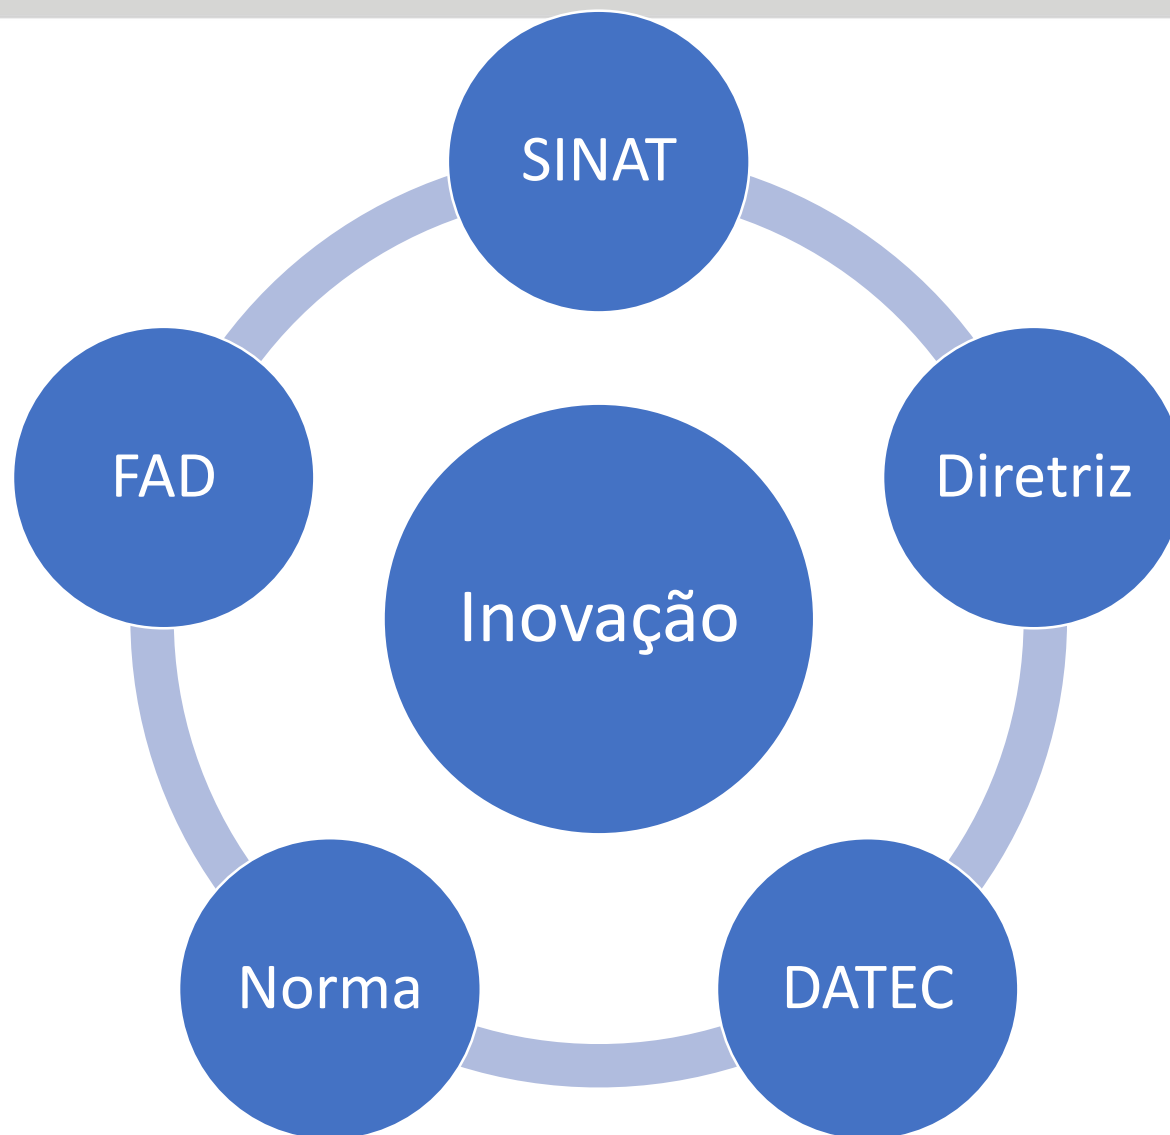 SINAT
FAD
Diretriz
Inovação
Norma
DATEC